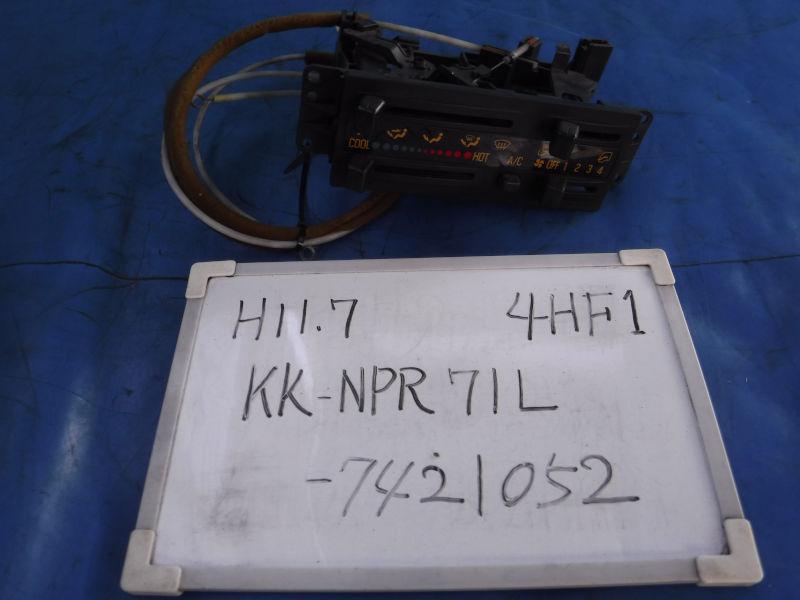 COOL HOT A/C OFF 1 2 3 4
H11.7 4HF1
KK-NPR71L
-7421052